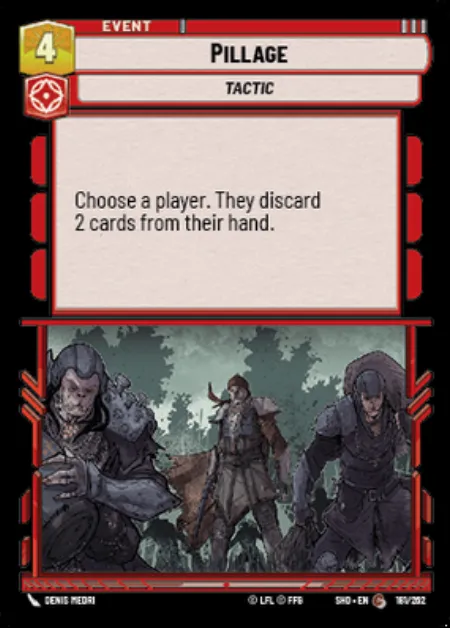 EVENT
4
PILLAGE
TACTIC
Choose a player. They discard
2 cards from their hand.
DENIS MEDRI
© LFL © FFG
SHD • EN
C
181/262